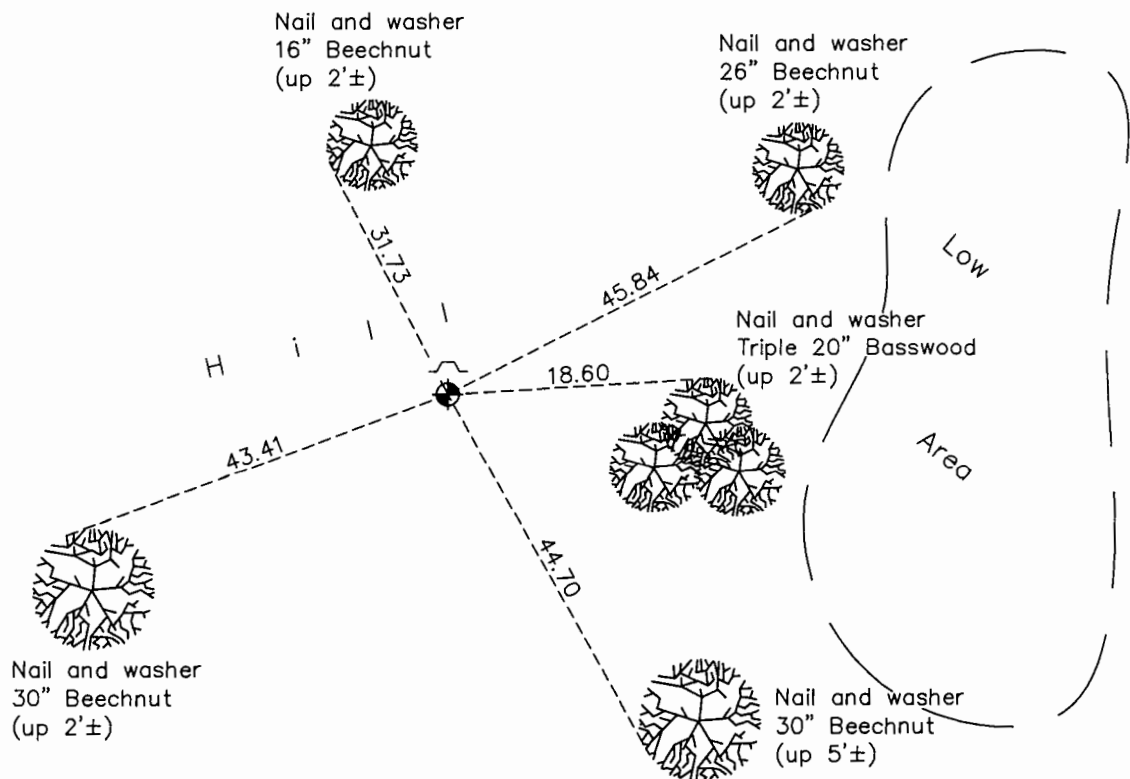 Nail and washer
16" Beechnut
(up 2'±)
Nail and washer
26" Beechnut
(up 2'±)
31.73
45.84
Low
Hill
Nail and washer
Triple 20" Basswood
(up 2'±)
18.60
43.41
Area
44.70
Nail and washer
30" Beechnut
(up 2'±)
Nail and washer
30" Beechnut
(up 5'±)